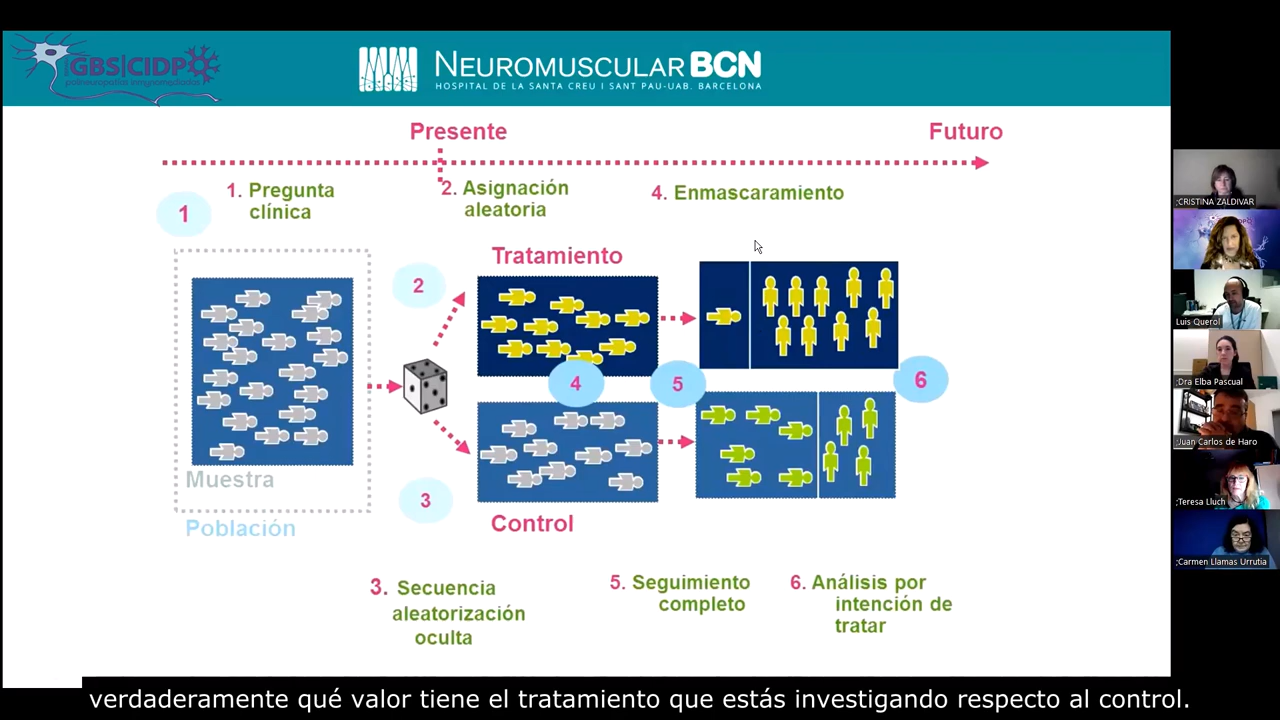 GBS|CIDP
polineuropatías inmunomediadas
NEUROMUSCULAR BCN
HOSPITAL DE LA SANTA CREU I SANT PAU-UAB. BARCELONA
Presente
Futuro
1. Pregunta
clínica
2. Asignación
aleatoria
4. Enmascaramiento
1
Tratamiento
2
4
5
6
Muestra
3
Control
Población
3. Secuencia
aleatorización
oculta
5. Seguimiento
completo
6. Análisis por
intención de
tratar
;CRISTINA ZALDIVAR
Luis Querol
;Dra Elba Pascual
;Juan Carlos de Haro
;Teresa Lluch
;Carmen Llamas Urrutia
verdaderamente qué valor tiene el tratamiento que estás investigando respecto al control.